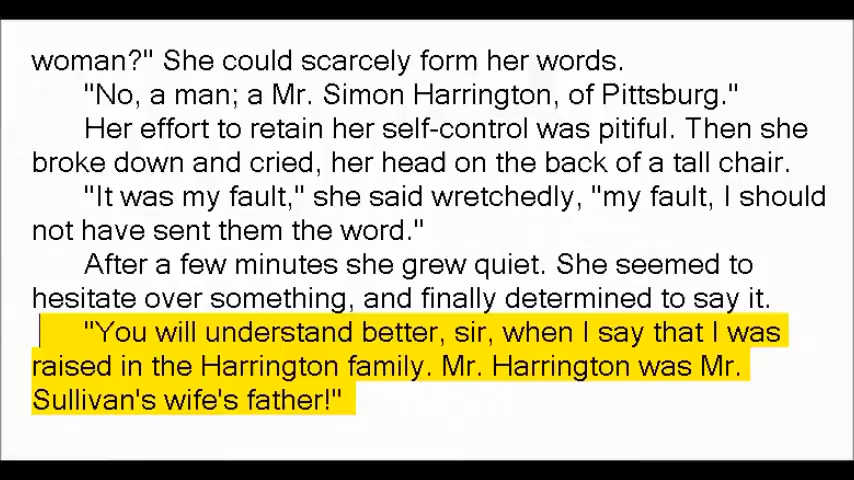 woman?" She could scarcely form her words.
"No, a man; a Mr. Simon Harrington, of Pittsburg."
Her effort to retain her self-control was pitiful. Then she
broke down and cried, her head on the back of a tall chair.
"It was my fault," she said wretchedly, "my fault, I should
not have sent them the word."
After a few minutes she grew quiet. She seemed to
hesitate over something, and finally determined to say it.
"You will understand better, sir, when I say that I was
raised in the Harrington family. Mr. Harrington was Mr.
Sullivan's wife's father!"